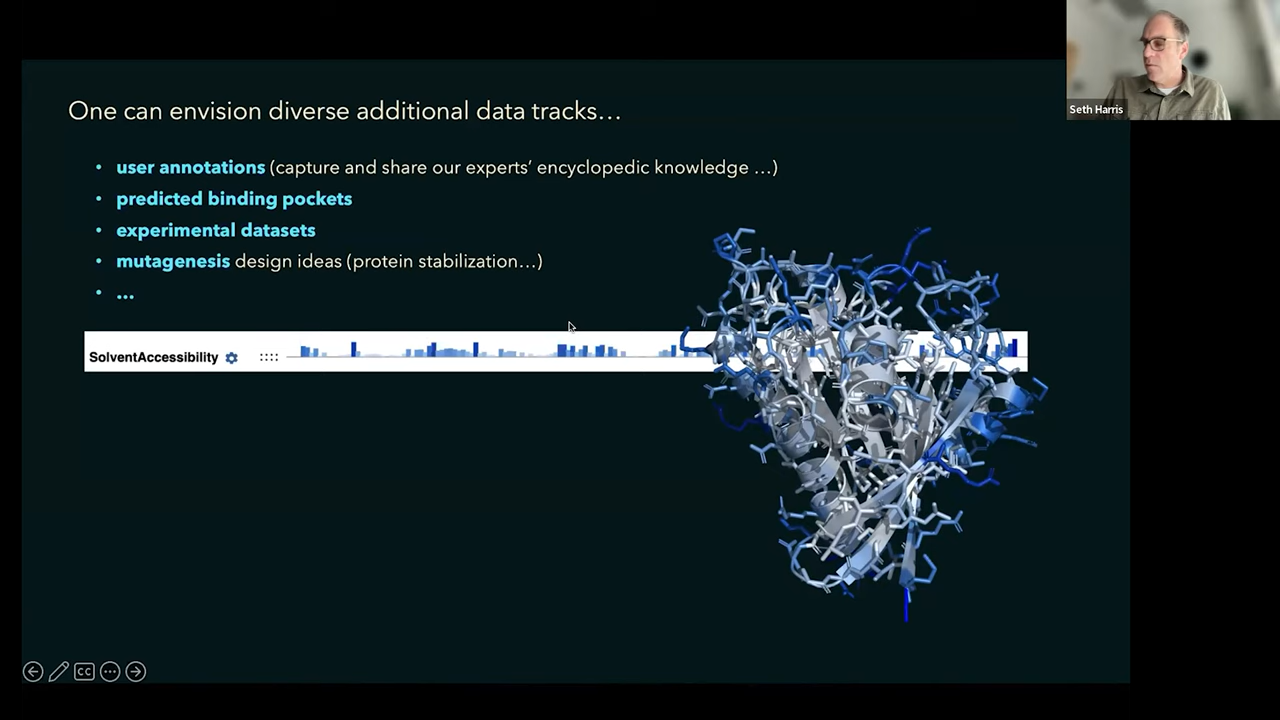 Seth Harris
One can envision diverse additional data tracks…
• user annotations (capture and share our experts’ encyclopedic knowledge …)
• predicted binding pockets
• experimental datasets
• mutagenesis design ideas (protein stabilization…)
• …
SolventAccessibility
CC